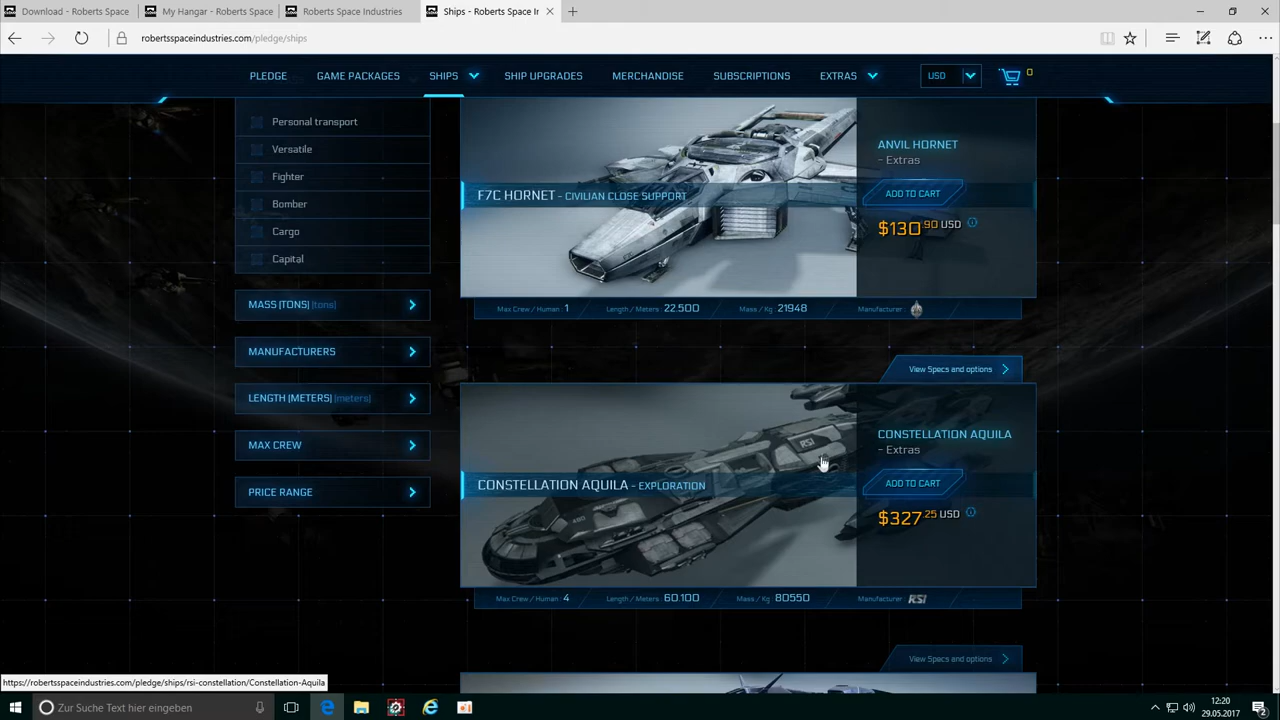 Download - Roberts Space
My Hangar - Roberts Space
Roberts Space Industries
Ships - Roberts Space In
robertsspaceindustries.com/pledge/ships
PLEDGE
GAME PACKAGES
SHIPS
SHIP UPGRADES
MERCHANDISE
SUBSCRIPTIONS
EXTRAS
USD
0
Personal transport
Versatile
Fighter
Bomber
Cargo
Capital
MASS (TONS) (tons)
MANUFACTURERS
LENGTH (METERS) (meters)
MAX CREW
PRICE RANGE
F7C HORNET - CIVILIAN CLOSE SUPPORT
ANVIL HORNET
- Extras
ADD TO CART
$130.90 USD
Max Crew / Human : 1
Length / Meters : 22.500
Mass / Kg : 21948
Manufacturer :
View Specs and options
RSI
CONSTELLATION AQUILA - EXPLORATION
CONSTELLATION AQUILA
- Extras
ADD TO CART
$327.25 USD
Max Crew / Human : 4
Length / Meters : 60.100
Mass / Kg : 80550
Manufacturer : RSI
View Specs and options
https://robertsspaceindustries.com/pledge/ships/rsi-constellation/Constellation-Aquila
Zur Suche Text hier eingeben
12:20
29.05.2017
2